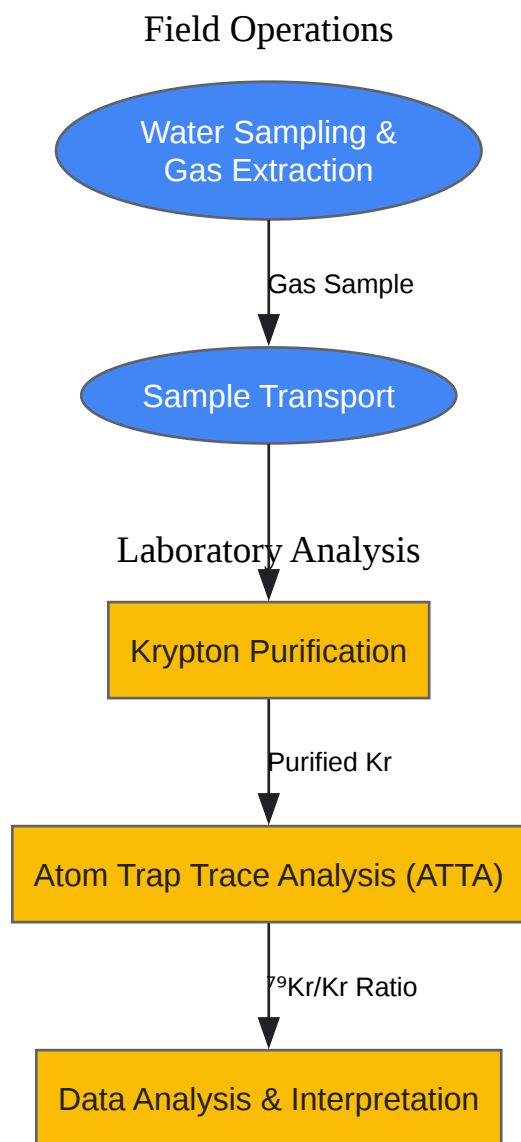 Field Operations
Water Sampling &
Gas Extraction
Gas Sample
Sample Transport
Laboratory Analysis
Krypton Purification
Purified Kr
Atom Trap Trace Analysis (ATTA)
⁷⁹Kr/Kr Ratio
Data Analysis & Interpretation